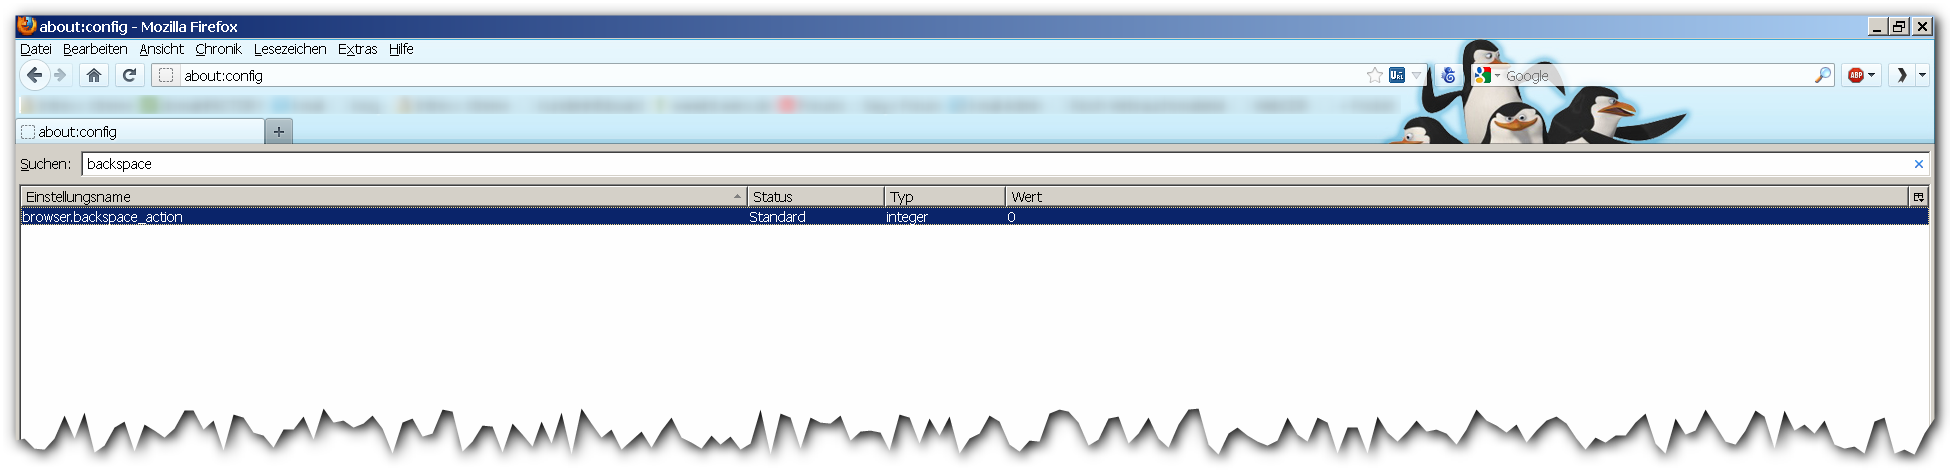 about:config - Mozilla Firefox
Datei Bearbeiten Ansicht Chronik Lesezeichen Extras Hilfe
about:config URL Google ABP
about:config +
Suchen: backspace
Einstellungsname Status Typ Wert
browser.backspace_action Standard integer 0